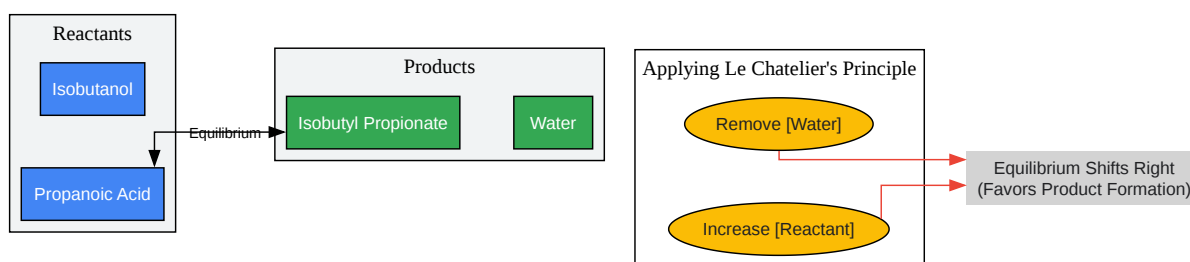 Reactants
Isobutanol
Propanoic Acid
Equilibrium
Products
Isobutyl Propionate
Water
Applying Le Chatelier's Principle
Remove [Water]
Increase [Reactant]
Equilibrium Shifts Right
(Favors Product Formation)